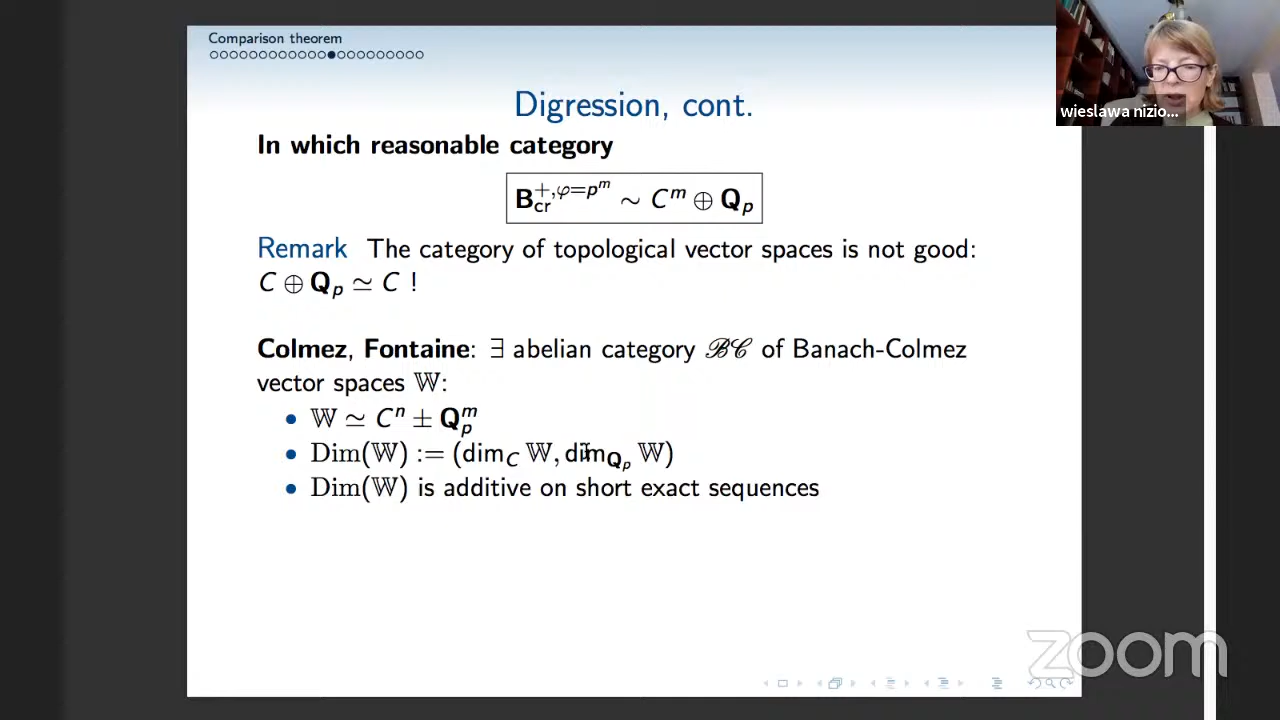 Comparison theorem
wieslawa nizio...
Digression, cont.
In which reasonable category
𝐁_cr^{+,φ=p^m} ∼ C^m ⊕ 𝐐_p
Remark The category of topological vector spaces is not good:
C ⊕ 𝐐_p ≃ C !
Colmez, Fontaine: ∃ abelian category ℬ𝒞 of Banach-Colmez
vector spaces 𝕎:
• 𝕎 ≃ C^n ± 𝐐_p^m
• Dim(𝕎) := (dim_C 𝕎, dim_{𝐐_p} 𝕎)
• Dim(𝕎) is additive on short exact sequences
zoom